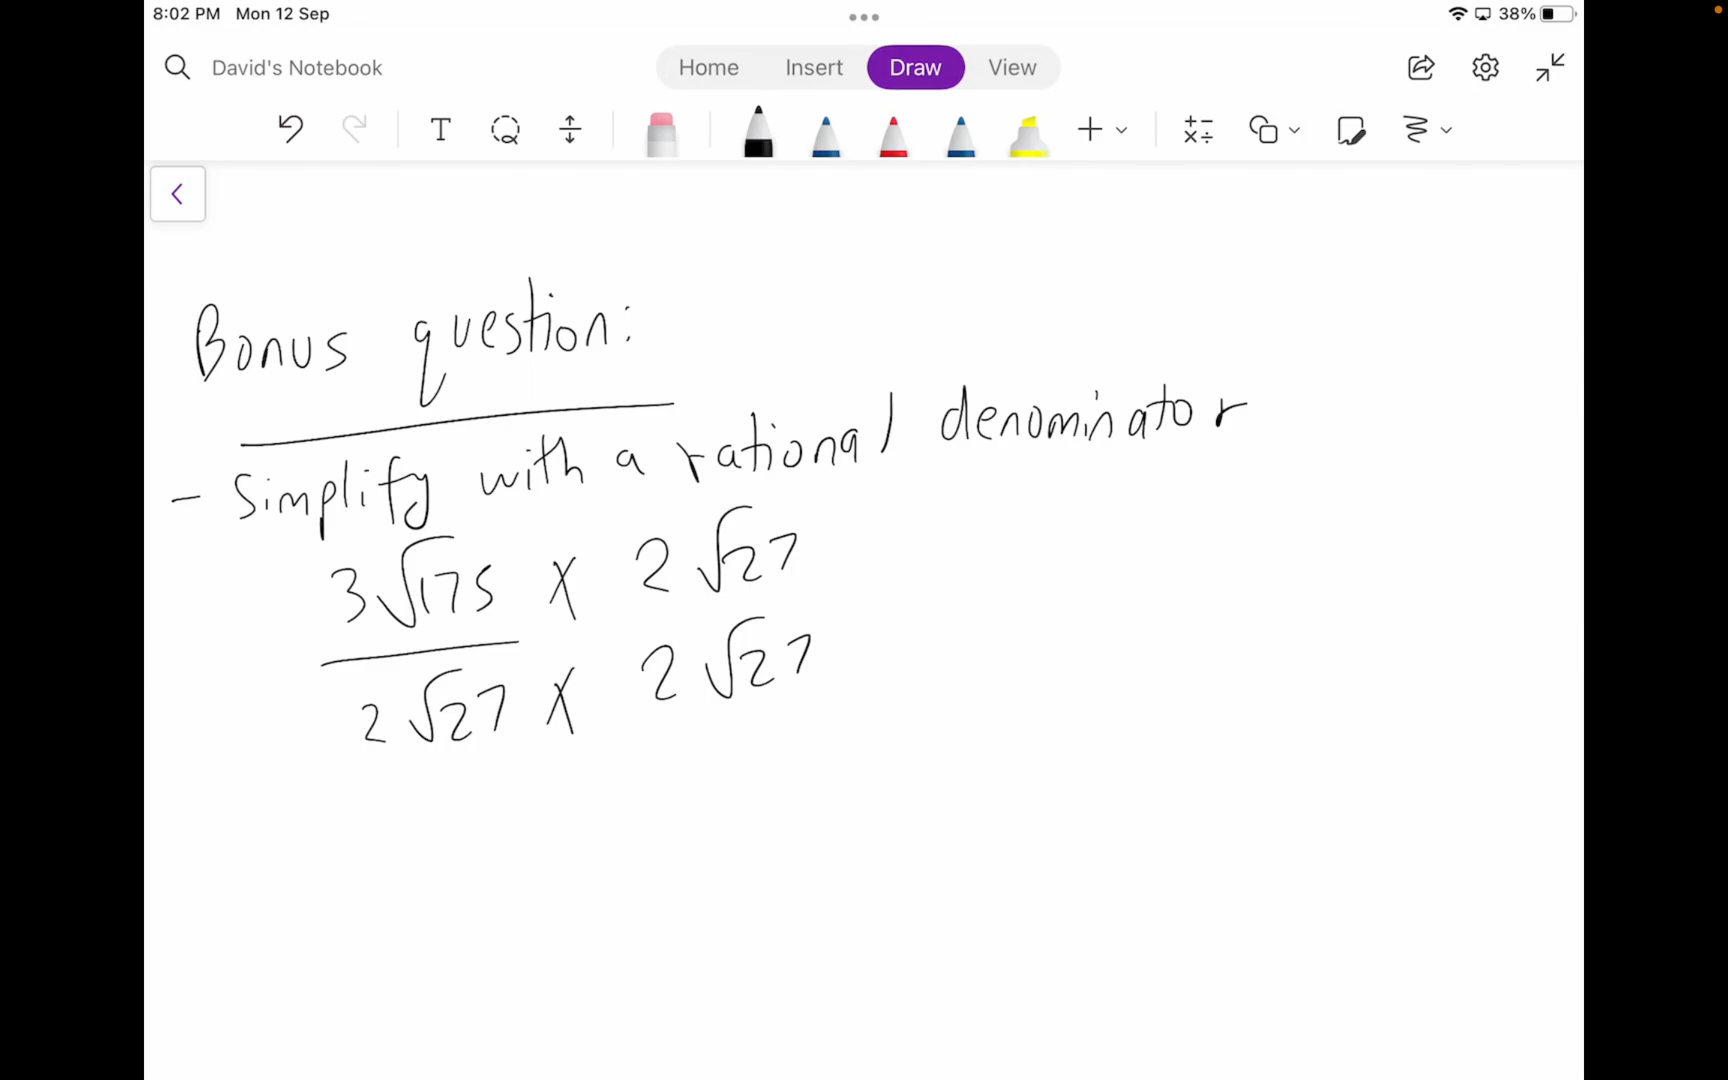 8:02 PM Mon 12 Sep
38%
David's Notebook
Home Insert Draw View
T
Bonus question:
- Simplify with a rational denominator
3√175 x 2√27
2√27 x 2√27